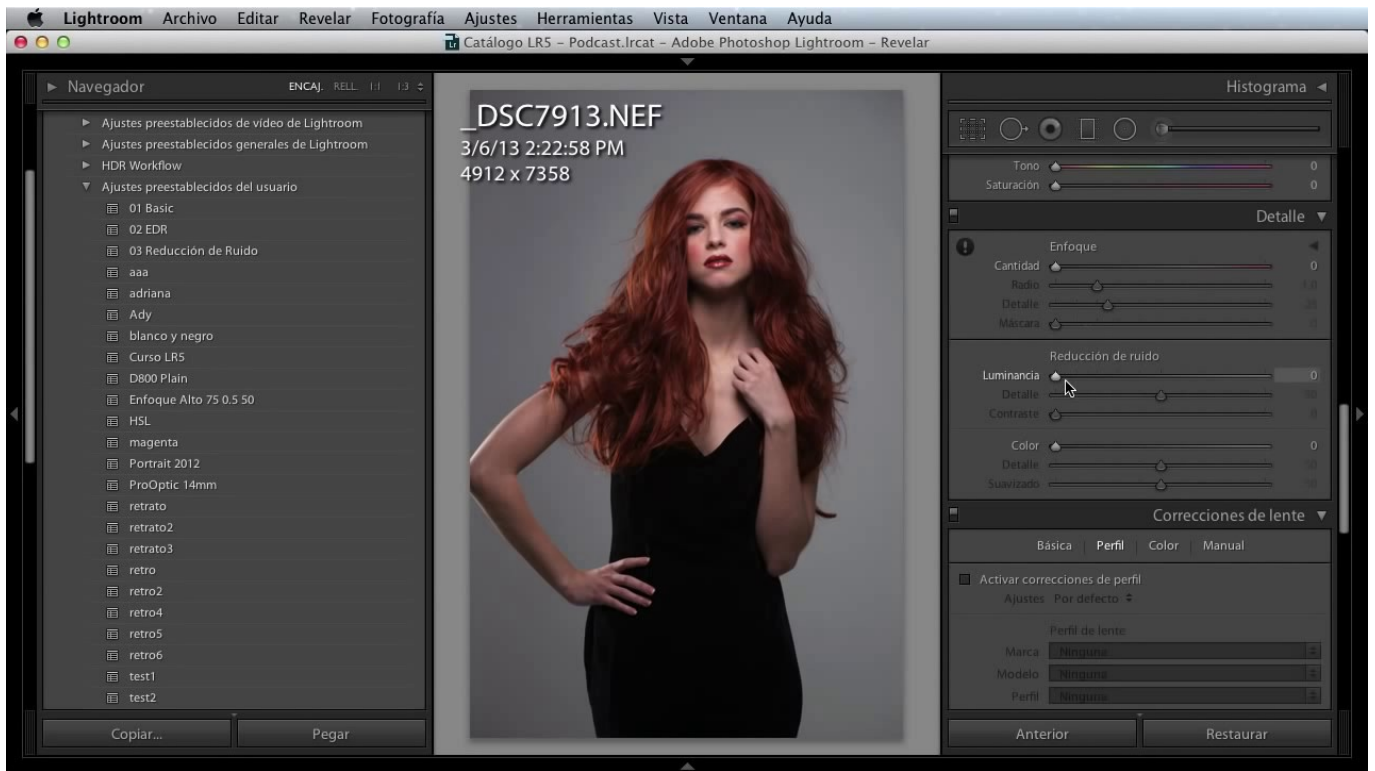 Lightroom Archivo Editar Revelar Fotografía Ajustes Herramientas Vista Ventana Ayuda
Catálogo LR5 – Podcast.lrcat – Adobe Photoshop Lightroom – Revelar
Navegador ENCAJ. RELL. 1:1 1:3
Ajustes preestablecidos de vídeo de Lightroom
Ajustes preestablecidos generales de Lightroom
HDR Workflow
Ajustes preestablecidos del usuario
01 Basic
02 EDR
03 Reducción de Ruido
aaa
adriana
Ady
blanco y negro
Curso LR5
D800 Plain
Enfoque Alto 75 0.5 50
HSL
magenta
Portrait 2012
ProOptic 14mm
retrato
retrato2
retrato3
retro
retro2
retro4
retro5
retro6
test1
test2
Copiar... Pegar
_DSC7913.NEF
3/6/13 2:22:58 PM
4912 x 7358
Histograma
Tono 0
Saturación 0
Detalle
Enfoque
Cantidad 0
Radio 1,0
Detalle
Máscara
Reducción de ruido
Luminancia 0
Detalle 50
Contraste 0
Color 0
Detalle 50
Suavizado 50
Correcciones de lente
Básica Perfil Color Manual
Activar correcciones de perfil
Ajustes Por defecto
Perfil de lente
Marca Ninguna
Modelo Ninguna
Perfil Ninguna
Anterior Restaurar